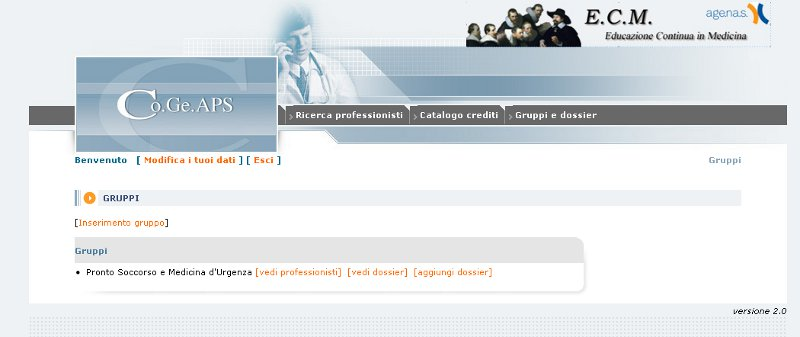 E.C.M.
agenas.
Educazione Continua in Medicina
Co.Ge.APS
Ricerca professionisti Catalogo crediti Gruppi e dossier
Benvenuto [ Modifica i tuoi dati ] [ Esci ] Gruppi
GRUPPI
[Inserimento gruppo]
Gruppi
Pronto Soccorso e Medicina d'Urgenza [vedi professionisti] [vedi dossier] [aggiungi dossier]
versione 2.0